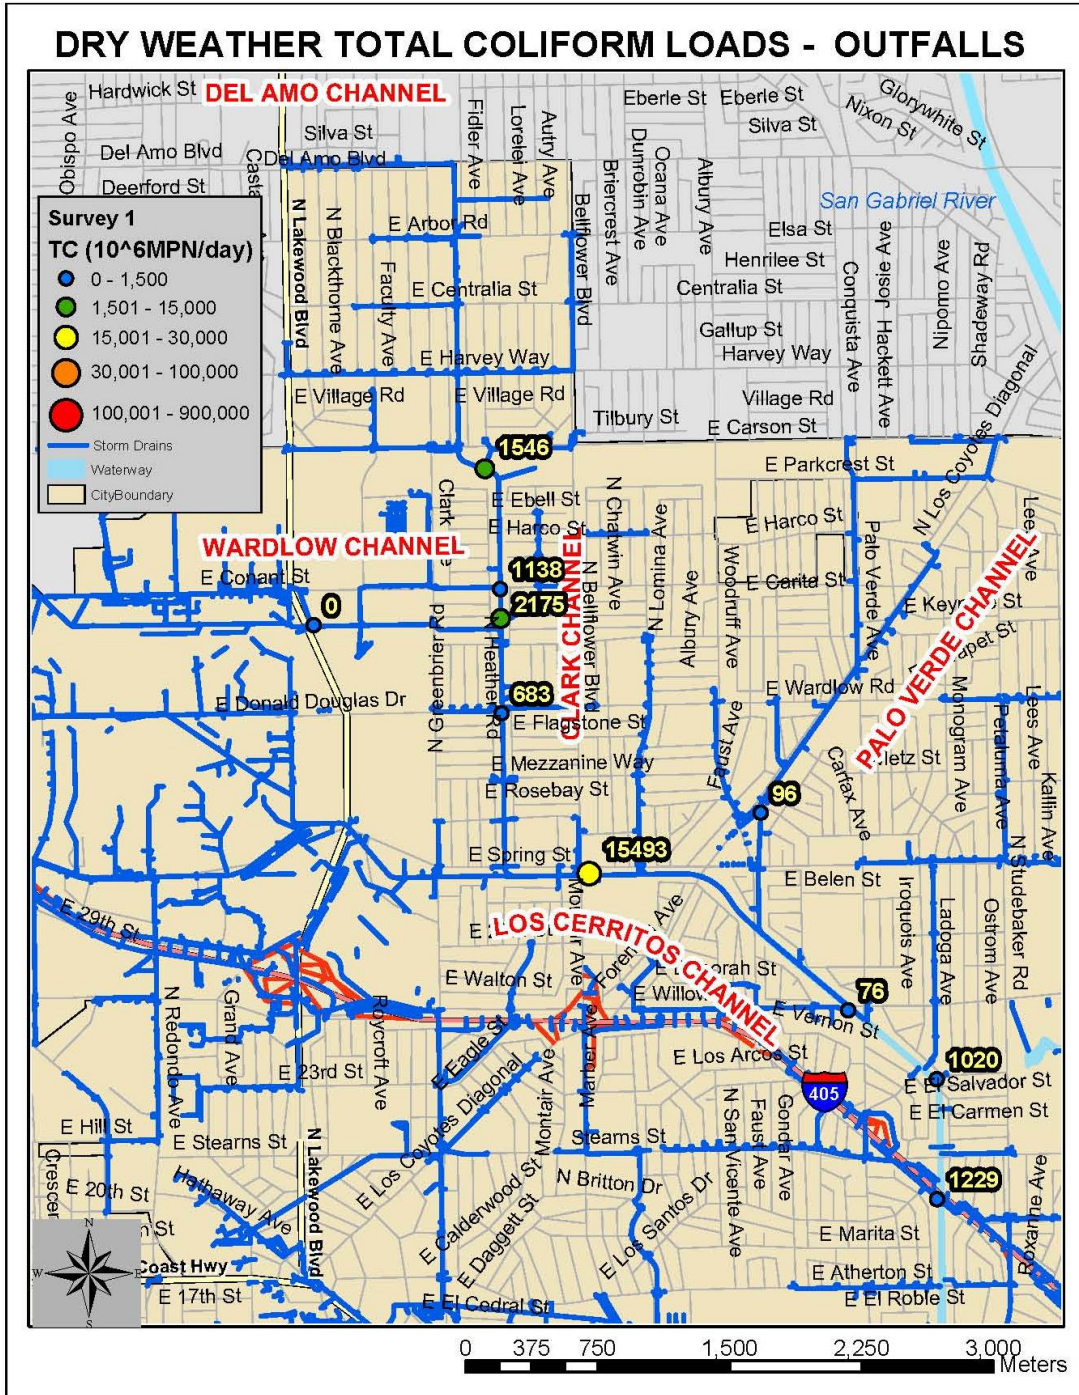 DRY WEATHER TOTAL COLIFORM LOADS - OUTFALLS
Hardwick St
DEL AMO CHANNEL
Obispo Ave
Silva St
Del Amo Blvd
Del Amo Blvd
Deerford St
Fidler Ave
Loreler Ave
Autry Ave
Eberle St
Eberle St
Silva St
Glorywhite St
Nixon St
Dunrobin Ave
Ocana Ave
Briercrest Ave
Albury Ave
San Gabriel River
Survey 1
TC (10^6MPN/day)
0 - 1,500
1,501 - 15,000
15,001 - 30,000
30,001 - 100,000
100,001 - 900,000
Storm Drains
Waterway
CityBoundary
N Lakewood Blvd
N Blackthorne Ave
Faculty Ave
E Arbor Rd
E Centralia St
E Harvey Way
E Village Rd
E Village Rd
Bellflower Blvd
Elsa St
Henrilee St
Centralia St
Gallup St
Harvey Way
Village Rd
Tilbury St
E Carson St
Conquista Ave
Josie Ave
Hackett Ave
Nipomo Ave
Shadeway Rd
N Los Coyotes Diagonal
1546
E Parkcrest St
E Ebell St
E Harco St
N Chatwin Ave
N Lomina Ave
E Harco St
WARDLOW CHANNEL
E Conant St
1138
0
2175
CLARK CHANNEL
N Bellflower Blvd
Albury Ave
Woodruff Ave
E Carita St
Palo Verde Ave
PALO VERDE CHANNEL
N Greenbrier Rd
N Heather Rd
E Donald Douglas Dr
683
E Flagstone St
E Wardlow Rd
E Mezzanine Way
E Rosebay St
Faust Ave
96
Carfax Ave
Monogram Ave
Petaluma Ave
Lees Ave
Kallin Ave
E Spring St
15493
E Belen St
N Studebaker Rd
E 29th St
LOS CERRITOS CHANNEL
E Walton St
E Vernon St
76
Iroquois Ave
Ladoga Ave
Ostrom Ave
N Redondo Ave
Grand Ave
Roycroft Ave
E Eagle St
E 23rd St
E Los Arcos St
1020
E El Salvador St
E El Carmen St
405
E Hill St
E Stearns St
N Lakewood Blvd
E Los Coyotes Diagonal
Montair Ave
Stearns St
N San Vicente Ave
Faust Ave
Gondar Ave
E 20th St
Hathaway Ave
E Calderwood St
E Daggett St
N Britton Dr
E Los Santos Dr
1229
E Marita St
Roxanne Ave
Coast Hwy
E 17th St
E El Cedral St
E Atherton St
E El Roble St
N
W
E
S
0 375 750 1,500 2,250 3,000
Meters